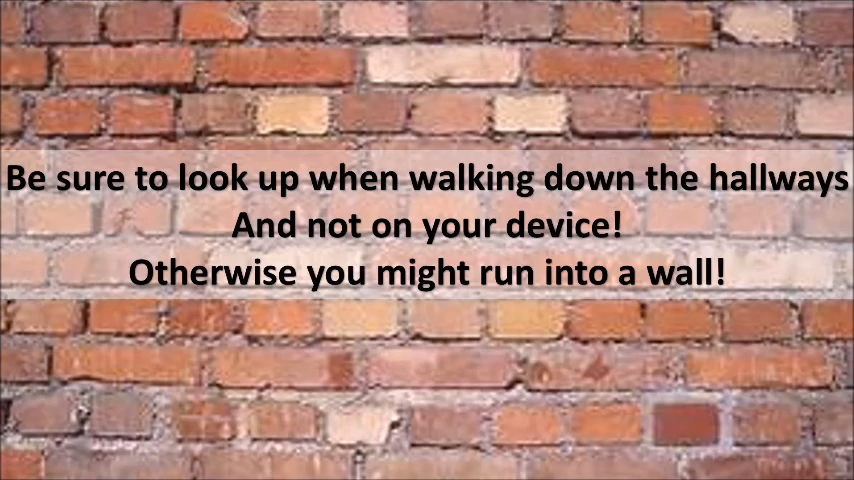 Be sure to look up when walking down the hallways
And not on your device!
Otherwise you might run into a wall!